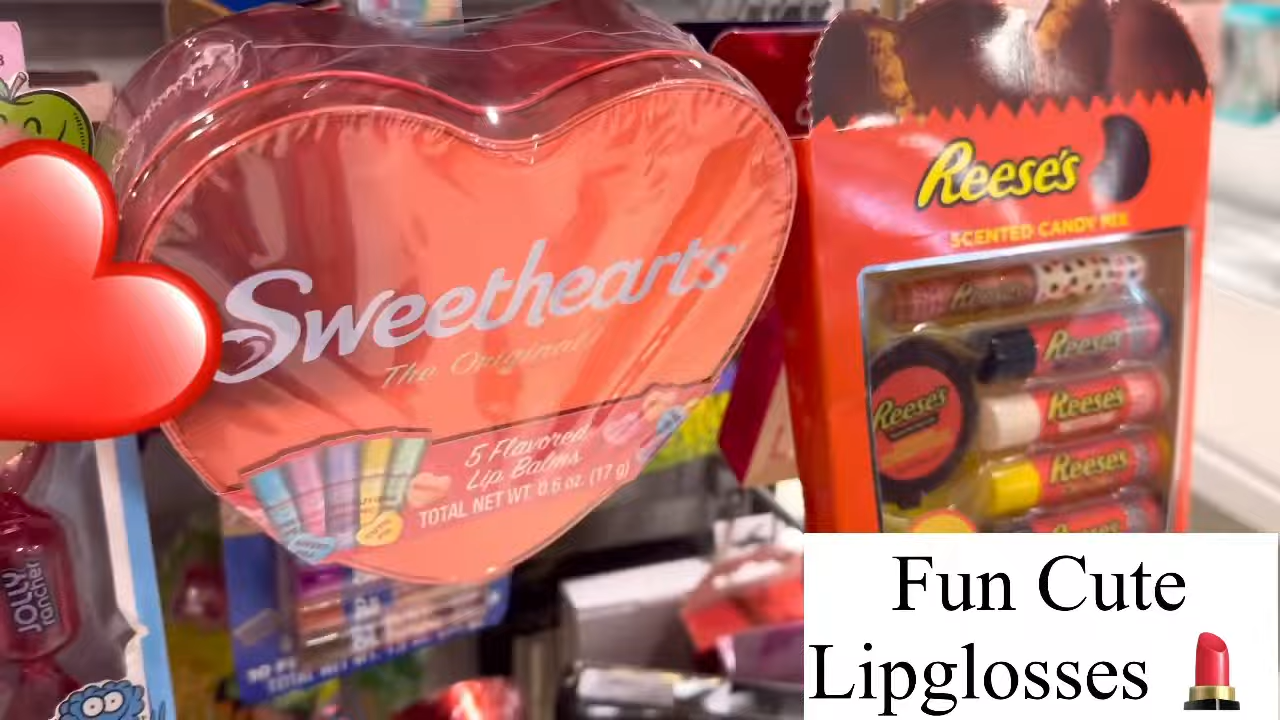 Sweethearts
The Original
5 Flavored
Lip Balms
TOTAL NET WT 0.6 oz. (17 g)
REESE'S
SCENTED CANDY MIX
Reese's
Reese's
Reese's
Reese's
Reese's
Reese's
JOLLY
rancher
Fun Cute
Lipglosses